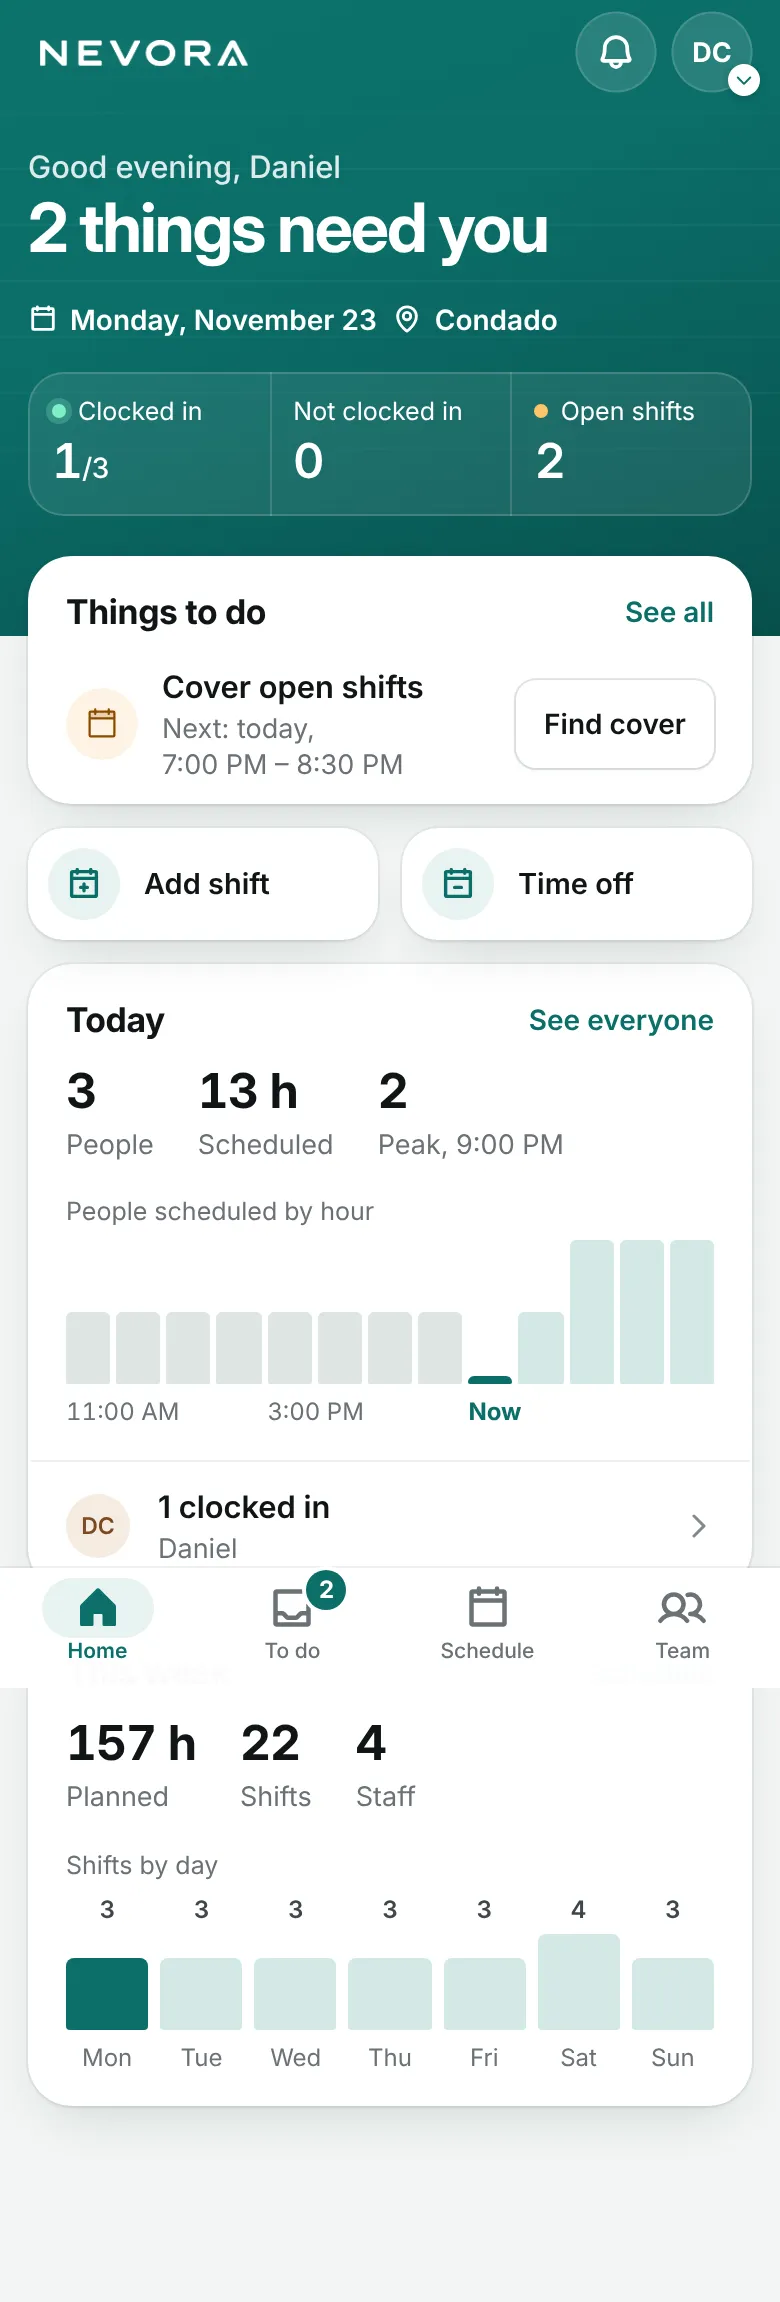 NEVORA
DC
Good evening, Daniel
2 things need you
Monday, November 23 Condado
Clocked in
1/3
Not clocked in
0
Open shifts
2
Things to do
See all
Cover open shifts
Next: today,
7:00 PM – 8:30 PM
Find cover
Add shift
Time off
Today
See everyone
3
People
13 h
Scheduled
2
Peak, 9:00 PM
People scheduled by hour
11:00 AM
3:00 PM
Now
DC
1 clocked in
Daniel
Home
2
To do
Schedule
Team
157 h
Planned
22
Shifts
4
Staff
Shifts by day
3 3 3 3 3 4 3
Mon Tue Wed Thu Fri Sat Sun